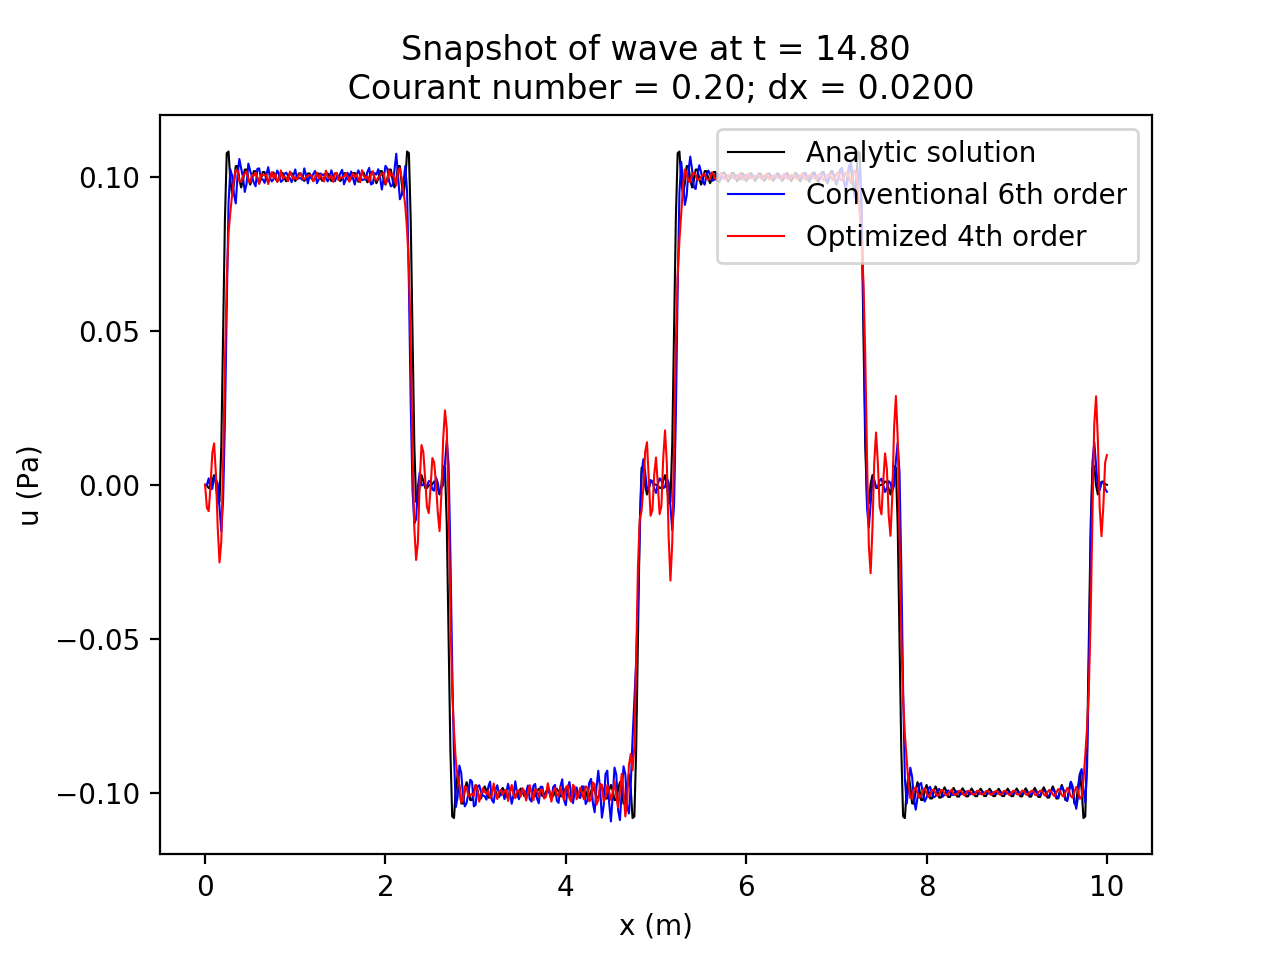 Snapshot of wave at t = 14.80
Courant number = 0.20; dx = 0.0200
Analytic solution
Conventional 6th order
Optimized 4th order
0.10
0.05
0.00
−0.05
−0.10
u (Pa)
0 2 4 6 8 10
x (m)